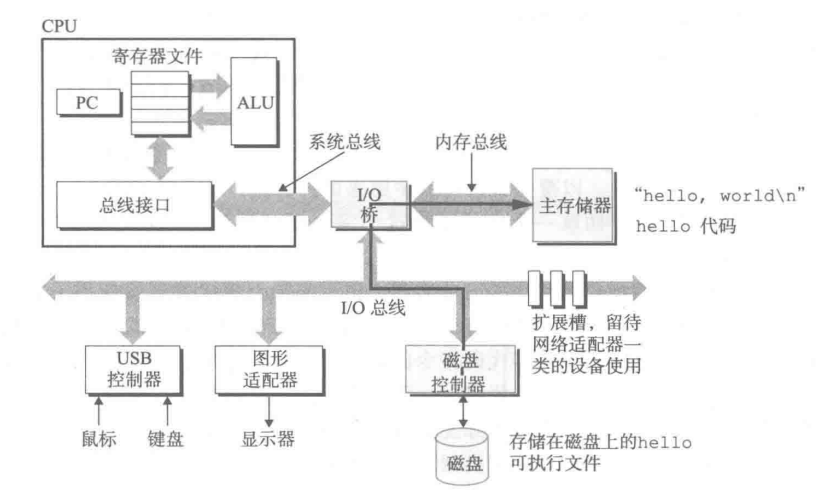 CPU
寄存器文件
PC
ALU
系统总线
内存总线
总线接口
I/O
桥
主存储器
“hello, world\n”
hello 代码
I/O 总线
扩展槽，留待
网络适配器一
类的设备使用
USB
控制器
图形
适配器
磁盘
控制器
鼠标
键盘
显示器
磁盘
存储在磁盘上的hello
可执行文件